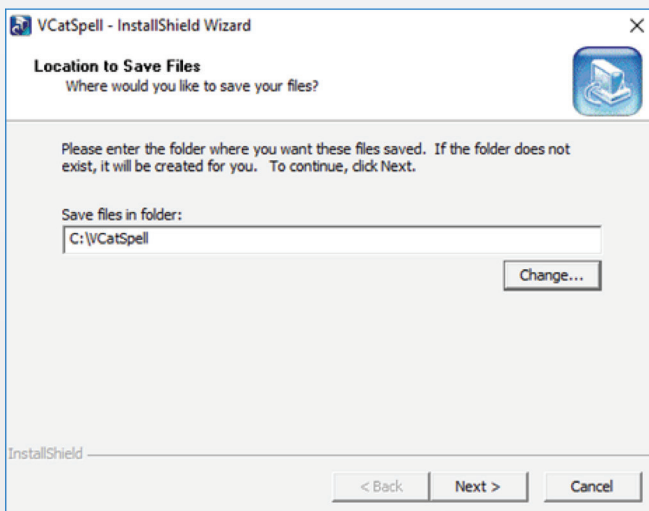 VCatSpell - InstallShield Wizard
Location to Save Files
Where would you like to save your files?
Please enter the folder where you want these files saved.  If the folder does not
exist, it will be created for you.   To continue, click Next.
Save files in folder:
C:\VCatSpell
Change...
InstallShield
< Back Next > Cancel